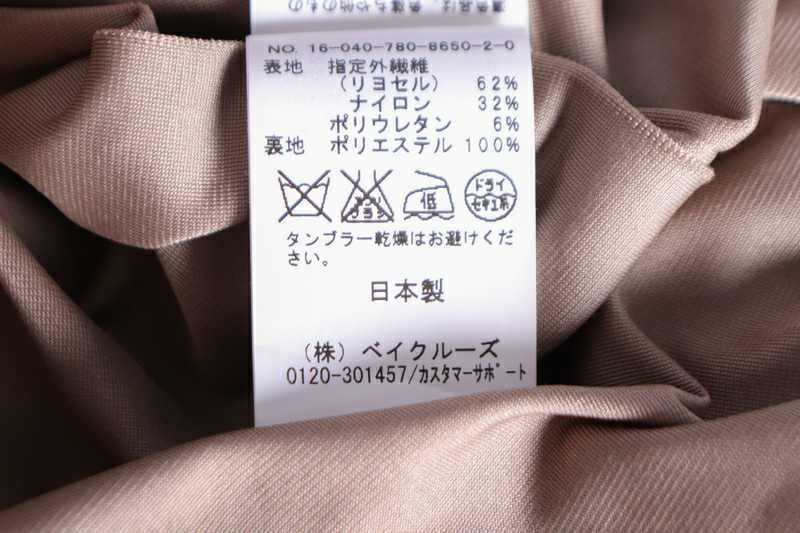 NO. 16-040-780-8650-2-0
表地 指定外繊維
(リヨセル) 62%
ナイロン 32%
ポリウレタン 6%
裏地 ポリエステル 100%
低
ドライ
セキユ系
タンブラー乾燥はお避けくだ
さい。
日本製
(株) ベイクルーズ
0120-301457/カスタマーサポート